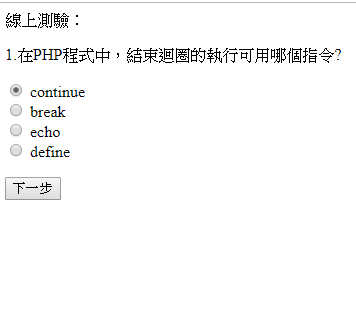 線上測驗：
1.在PHP程式中，結束迴圈的執行可用哪個指令?
continue
break
echo
define
下一步